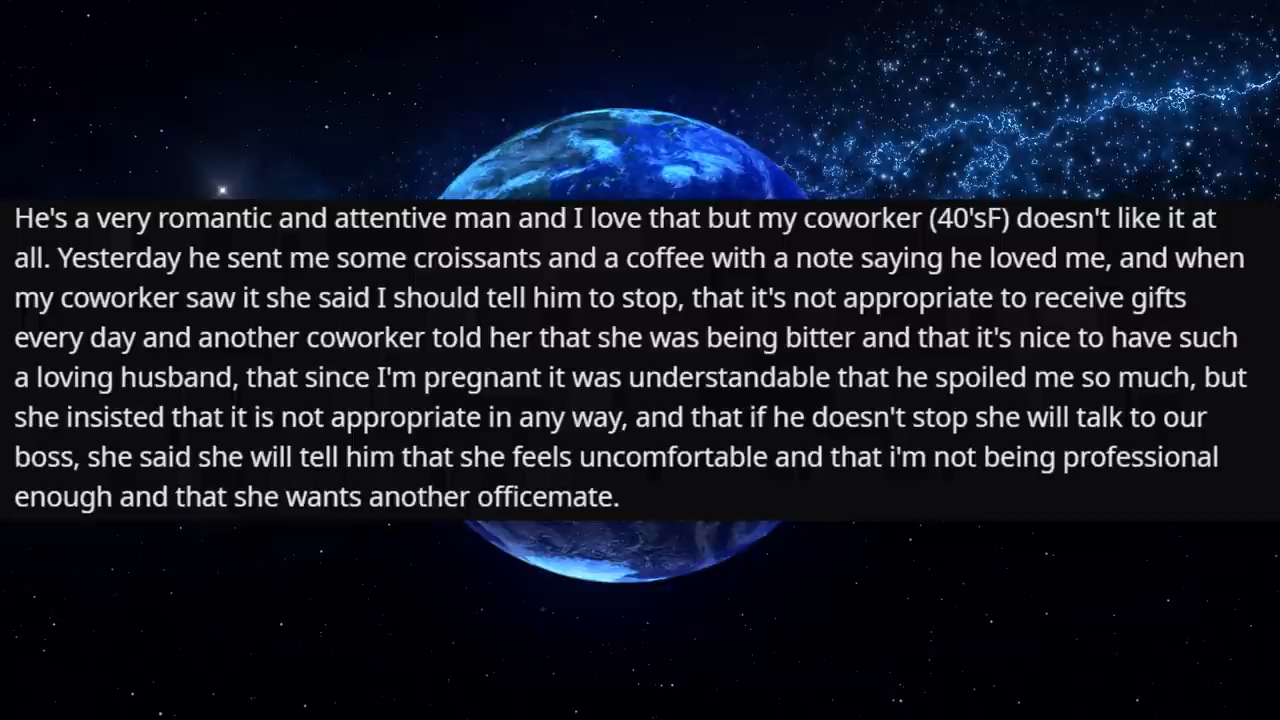 He's a very romantic and attentive man and I love that but my coworker (40'sF) doesn't like it at
all. Yesterday he sent me some croissants and a coffee with a note saying he loved me, and when
my coworker saw it she said I should tell him to stop, that it's not appropriate to receive gifts
every day and another coworker told her that she was being bitter and that it's nice to have such
a loving husband, that since I'm pregnant it was understandable that he spoiled me so much, but
she insisted that it is not appropriate in any way, and that if he doesn't stop she will talk to our
boss, she said she will tell him that she feels uncomfortable and that i'm not being professional
enough and that she wants another officemate.